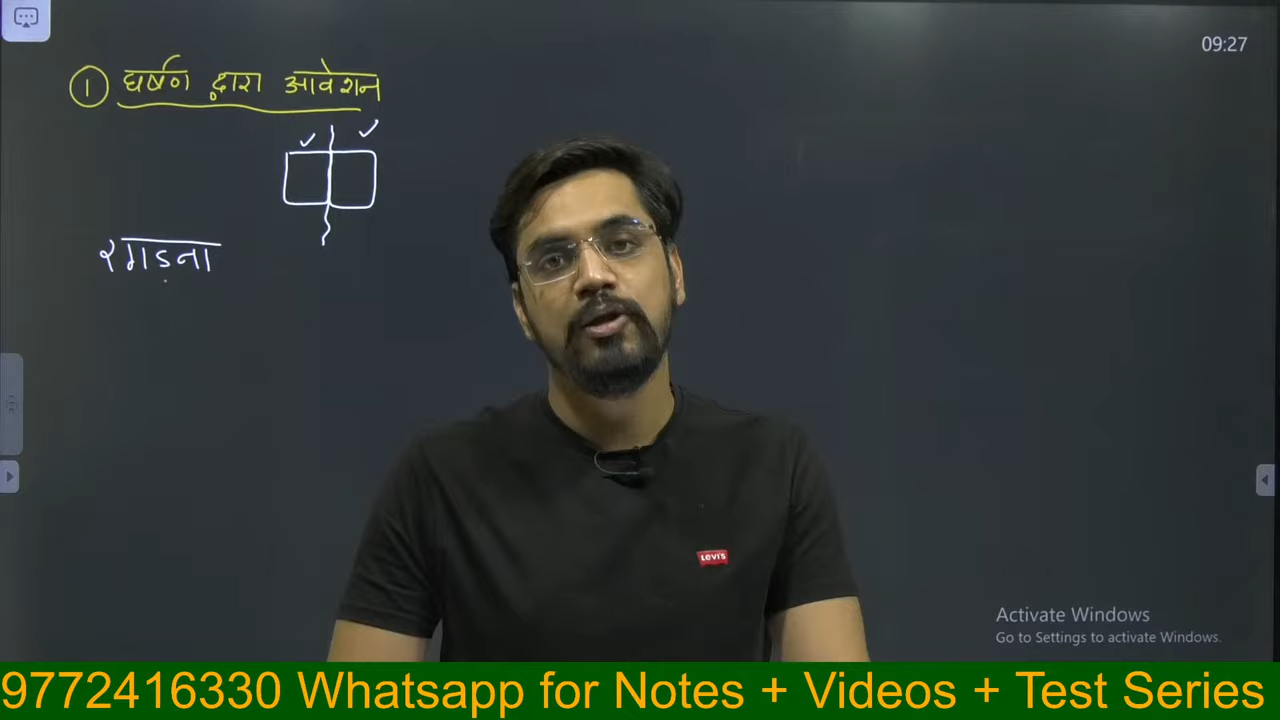 09:27
① घर्षण द्वारा आवेशन
रगड़ना
LEVI'S
Activate Windows
Go to Settings to activate Windows.
9772416330 Whatsapp for Notes + Videos + Test Series